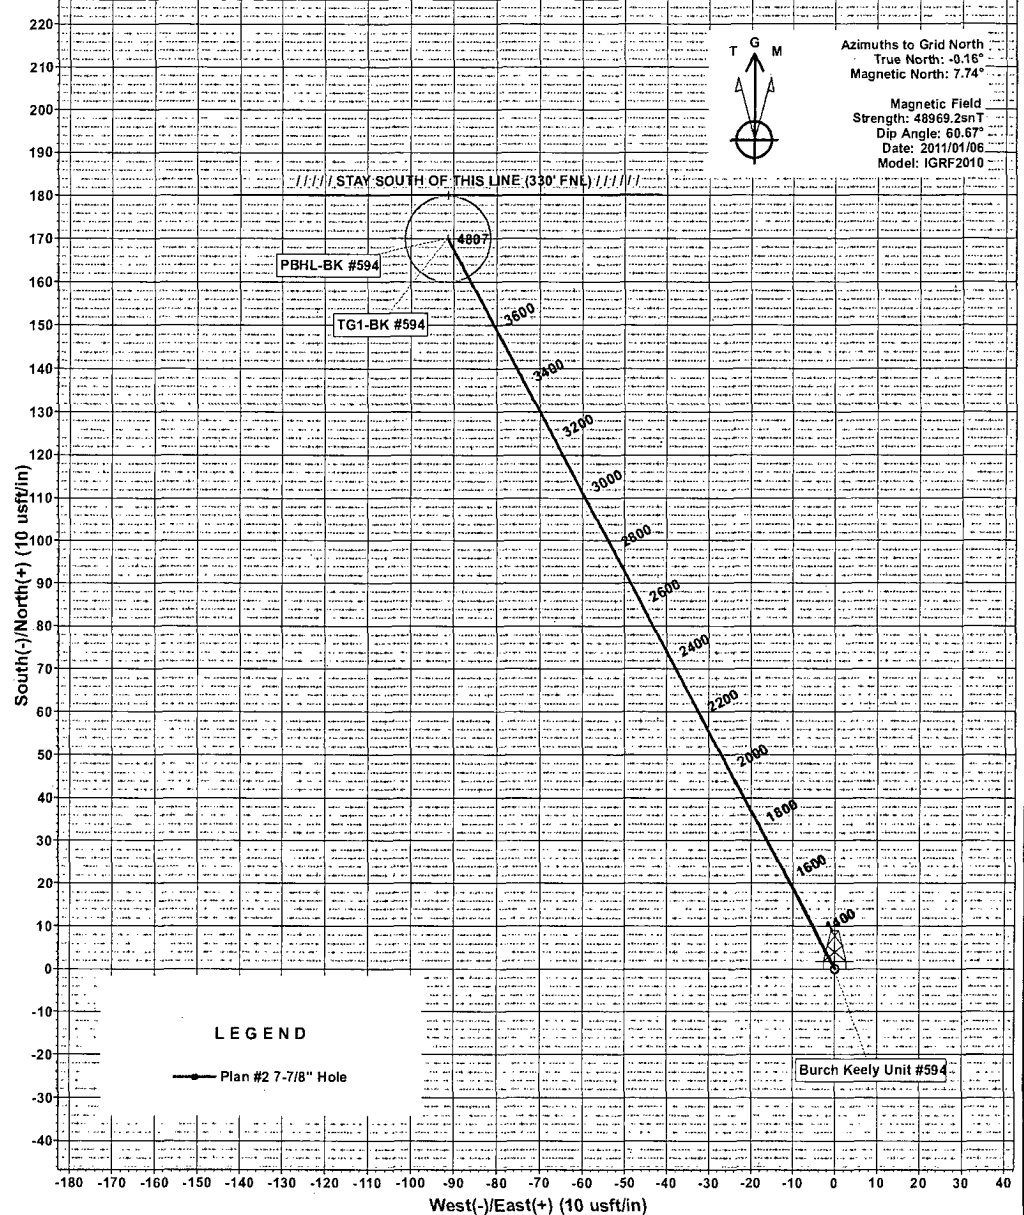 T G M
Azimuths to Grid North
True North: -0.16°
Magnetic North: 7.74°
Magnetic Field
Strength: 48969.2snT
Dip Angle: 60.67°
Date: 2011/01/06
Model: IGRF2010
220
210
200
190
180
170
160
150
140
130
120
110
100
90
80
70
60
50
40
30
20
10
0
-10
-20
-30
-40
South(-)/North(+) (10 usft/in)
/ / / / / STAY SOUTH OF THIS LINE (330' FNL) / / / / / /
4807
PBHL-BK #594
TG1-BK #594
3600
3400
3200
3000
2800
2600
2400
2200
2000
1800
1600
1400
LEGEND
Plan #2 7-7/8" Hole
Burch Keely Unit #594
-180 -170 -160 -150 -140 -130 -120 -110 -100 -90 -80 -70 -60 -50 -40 -30 -20 -10 0 10 20 30 40
West(-)/East(+) (10 usft/in)